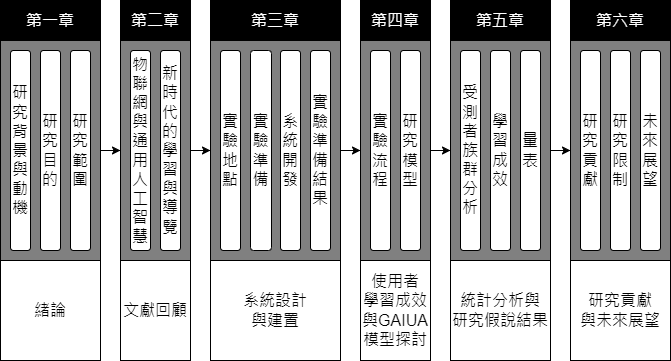 第一章
研究背景與動機
研究目的
研究範圍
緒論
第二章
物聯網與通用人工智慧
新時代的學習與導覽
文獻回顧
第三章
實驗地點
實驗準備
系統開發
實驗準備結果
系統設計
與建置
第四章
實驗流程
研究模型
使用者
學習成效
與GAIUA
模型探討
第五章
受測者族群分析
學習成效
量表
統計分析與
研究假說結果
第六章
研究貢獻
研究限制
未來展望
研究貢獻
與未來展望